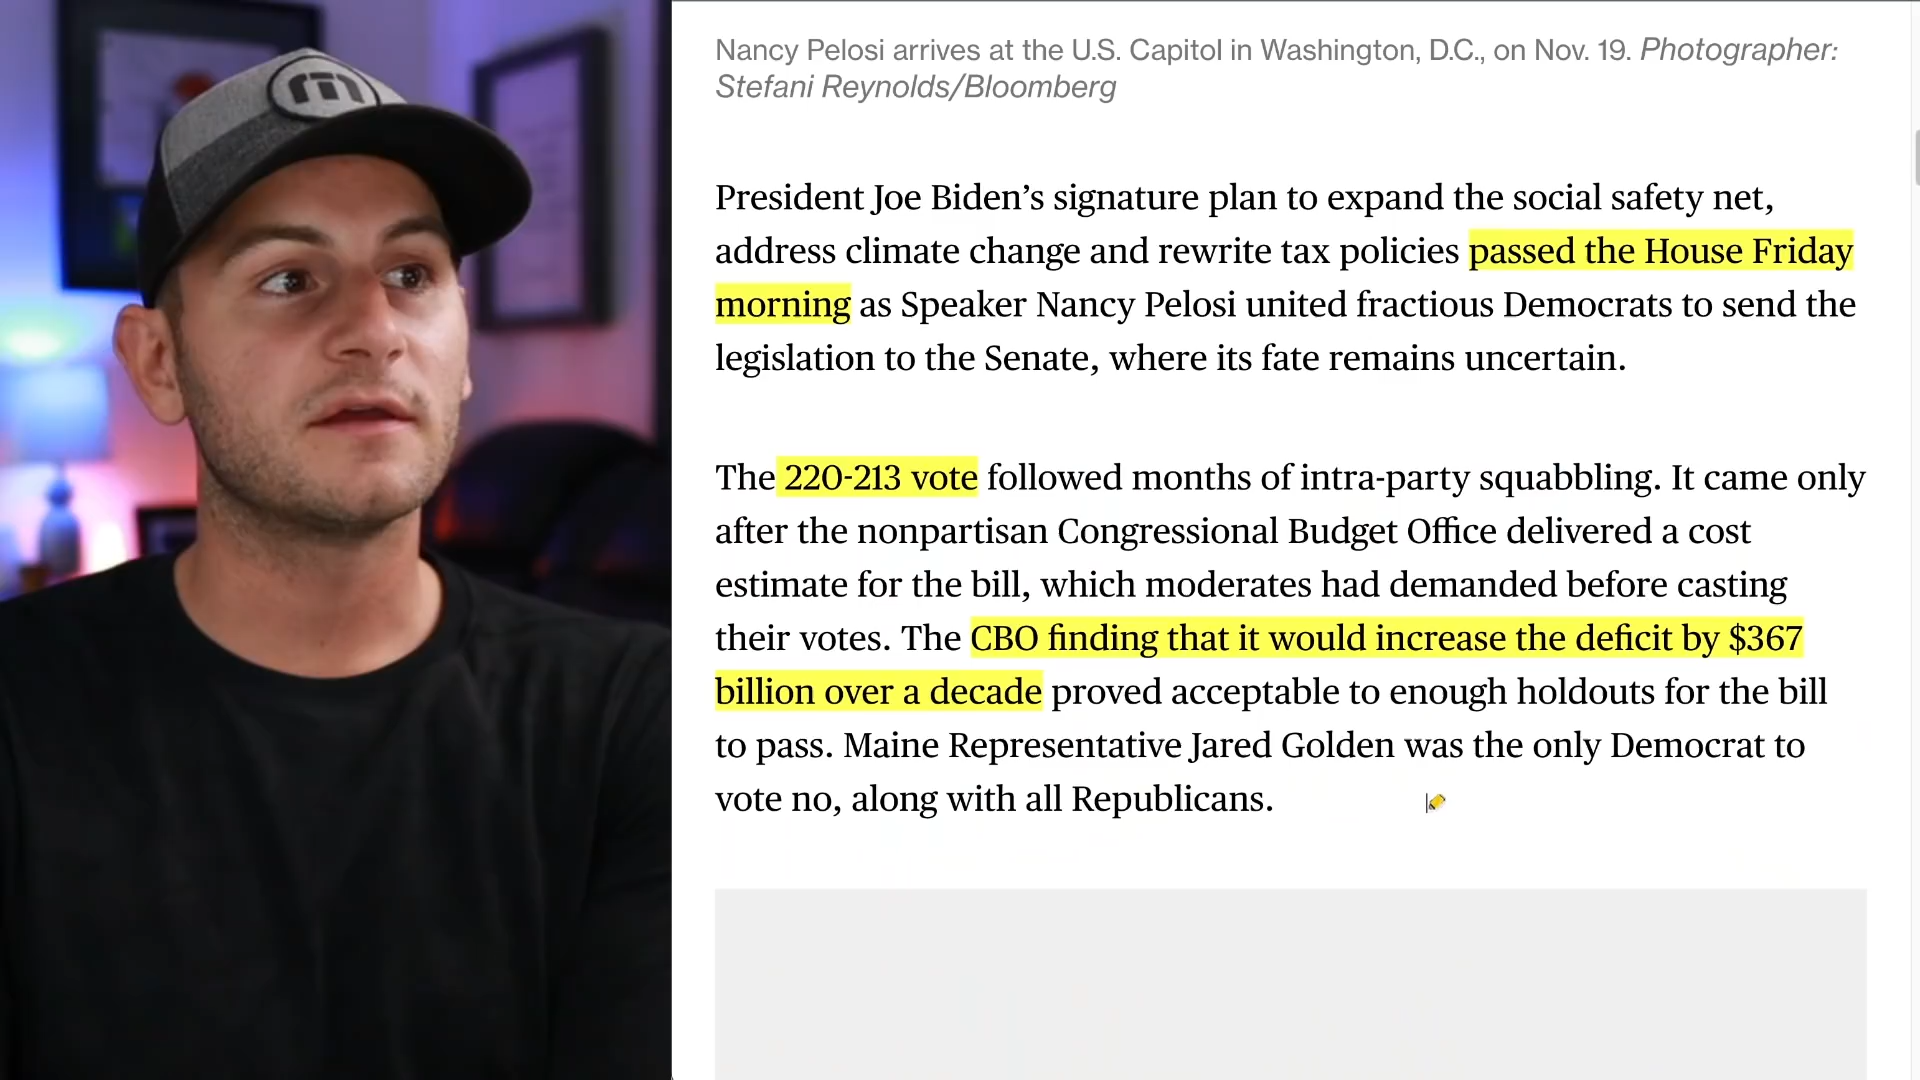 Nancy Pelosi arrives at the U.S. Capitol in Washington, D.C., on Nov. 19. Photographer:
Stefani Reynolds/Bloomberg
President Joe Biden’s signature plan to expand the social safety net,
address climate change and rewrite tax policies passed the House Friday
morning as Speaker Nancy Pelosi united fractious Democrats to send the
legislation to the Senate, where its fate remains uncertain.
The 220-213 vote followed months of intra-party squabbling. It came only
after the nonpartisan Congressional Budget Office delivered a cost
estimate for the bill, which moderates had demanded before casting
their votes. The CBO finding that it would increase the deficit by $367
billion over a decade proved acceptable to enough holdouts for the bill
to pass. Maine Representative Jared Golden was the only Democrat to
vote no, along with all Republicans.